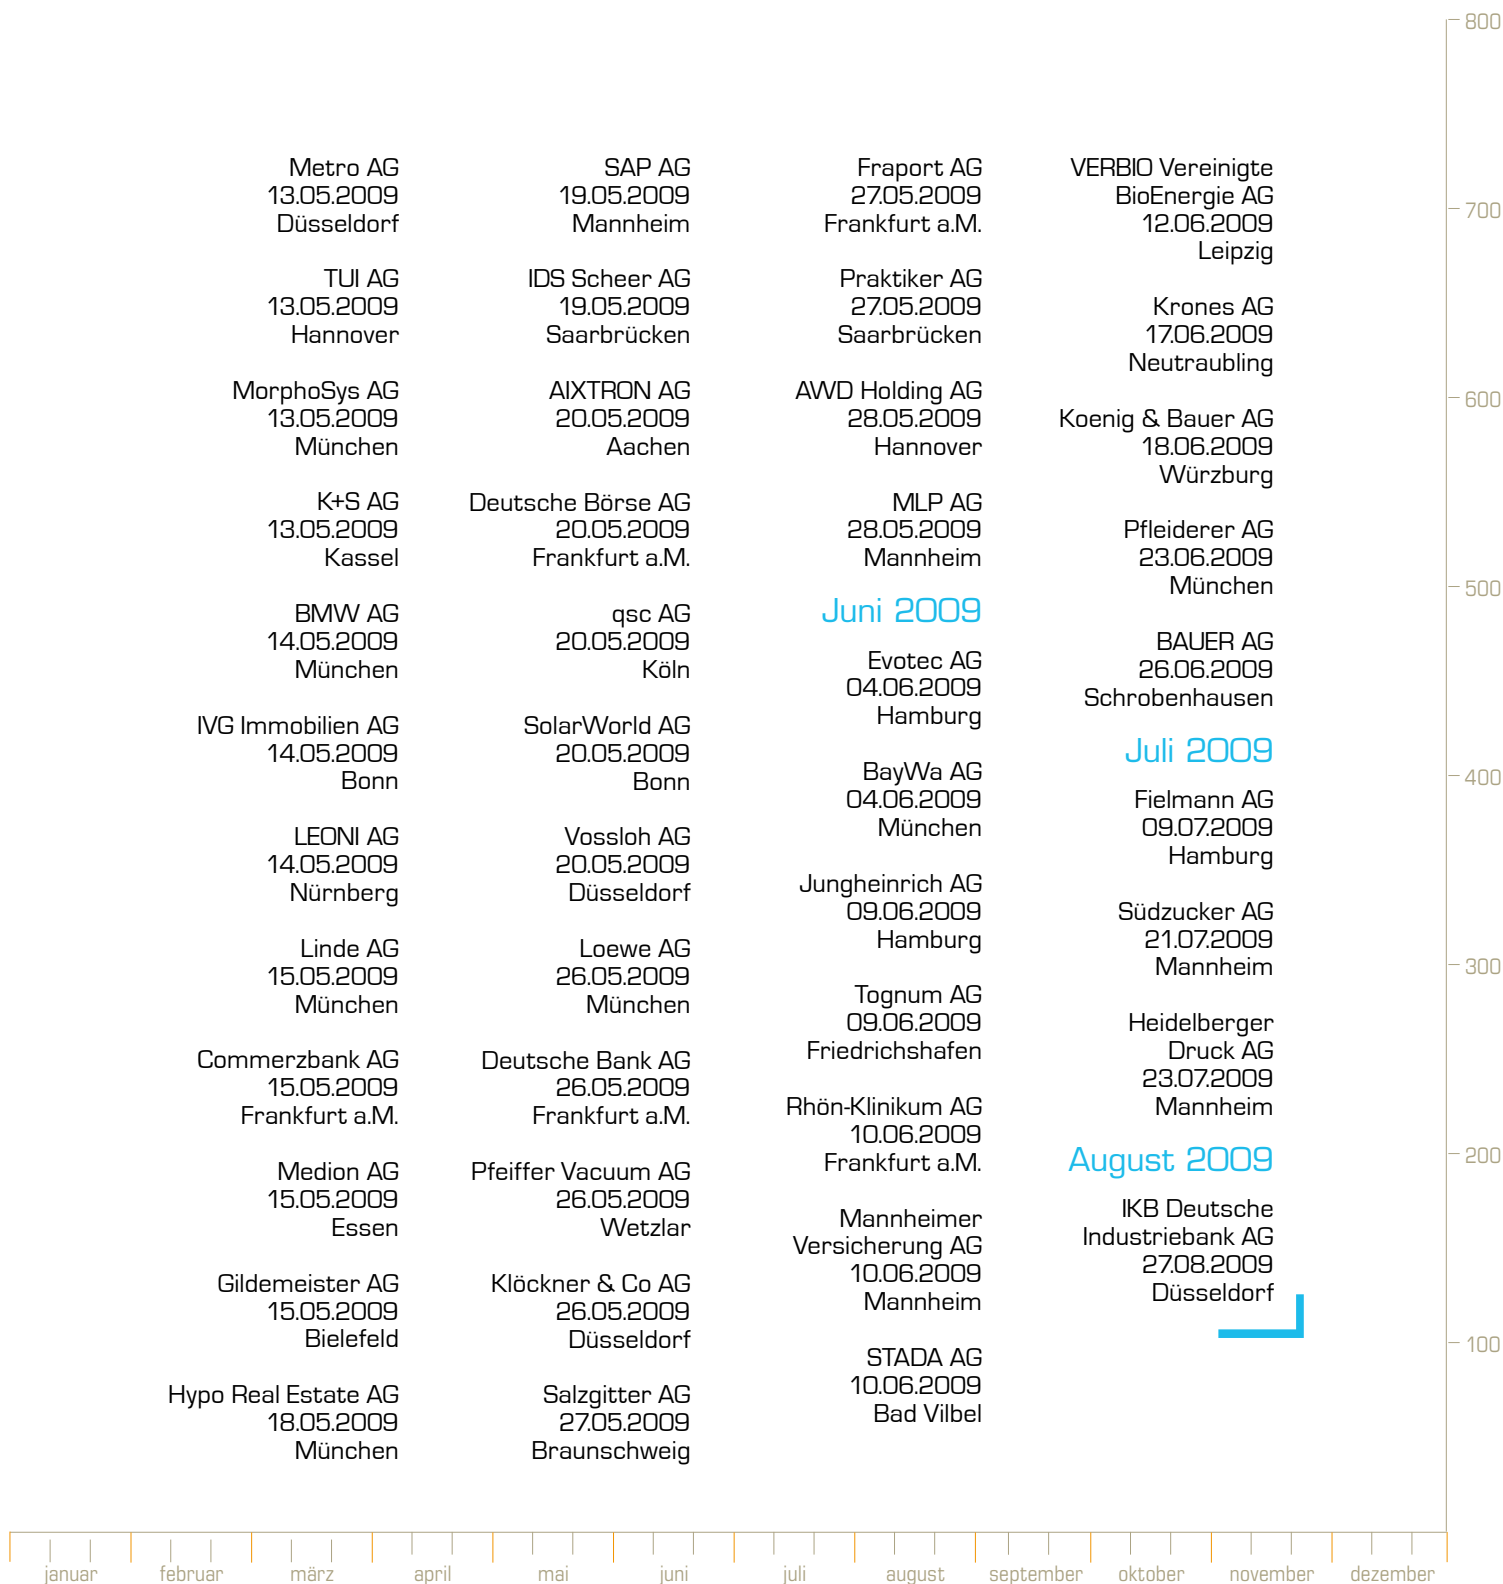 Metro AG
13.05.2009
Düsseldorf
TUI AG
13.05.2009
Hannover
MorphoSys AG
13.05.2009
München
K+S AG
13.05.2009
Kassel
BMW AG
14.05.2009
München
IVG Immobilien AG
14.05.2009
Bonn
LEONI AG
14.05.2009
Nürnberg
Linde AG
15.05.2009
München
Commerzbank AG
15.05.2009
Frankfurt a.M.
Medion AG
15.05.2009
Essen
Gildemeister AG
15.05.2009
Bielefeld
Hypo Real Estate AG
18.05.2009
München
SAP AG
19.05.2009
Mannheim
IDS Scheer AG
19.05.2009
Saarbrücken
AIXTRON AG
20.05.2009
Aachen
Deutsche Börse AG
20.05.2009
Frankfurt a.M.
qsc AG
20.05.2009
Köln
SolarWorld AG
20.05.2009
Bonn
Vossloh AG
20.05.2009
Düsseldorf
Loewe AG
26.05.2009
München
Deutsche Bank AG
26.05.2009
Frankfurt a.M.
Pfeiffer Vacuum AG
26.05.2009
Wetzlar
Klöckner & Co AG
26.05.2009
Düsseldorf
Salzgitter AG
27.05.2009
Braunschweig
Fraport AG
27.05.2009
Frankfurt a.M.
Praktiker AG
27.05.2009
Saarbrücken
AWD Holding AG
28.05.2009
Hannover
MLP AG
28.05.2009
Mannheim
Juni 2009
Evotec AG
04.06.2009
Hamburg
BayWa AG
04.06.2009
München
Jungheinrich AG
09.06.2009
Hamburg
Tognum AG
09.06.2009
Friedrichshafen
Rhön-Klinikum AG
10.06.2009
Frankfurt a.M.
Mannheimer
Versicherung AG
10.06.2009
Mannheim
STADA AG
10.06.2009
Bad Vilbel
VERBIO Vereinigte
BioEnergie AG
12.06.2009
Leipzig
Krones AG
17.06.2009
Neutraubling
Koenig & Bauer AG
18.06.2009
Würzburg
Pfleiderer AG
23.06.2009
München
BAUER AG
26.06.2009
Schrobenhausen
Juli 2009
Fielmann AG
09.07.2009
Hamburg
Südzucker AG
21.07.2009
Mannheim
Heidelberger
Druck AG
23.07.2009
Mannheim
August 2009
IKB Deutsche
Industriebank AG
27.08.2009
Düsseldorf
800
700
600
500
400
300
200
100
januar februar märz april mai juni juli august september oktober november dezember